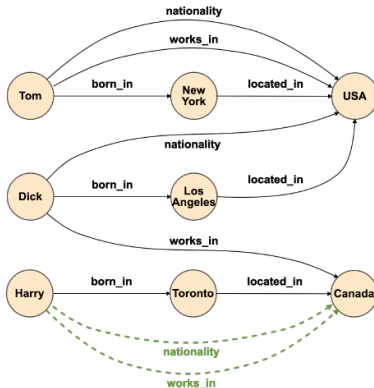 nationality
works_in
born_in
located_in
Tom
New
York
USA
nationality
born_in
located_in
Dick
Los
Angeles
works_in
born_in
located_in
Harry
Toronto
Canada
nationality
works_in